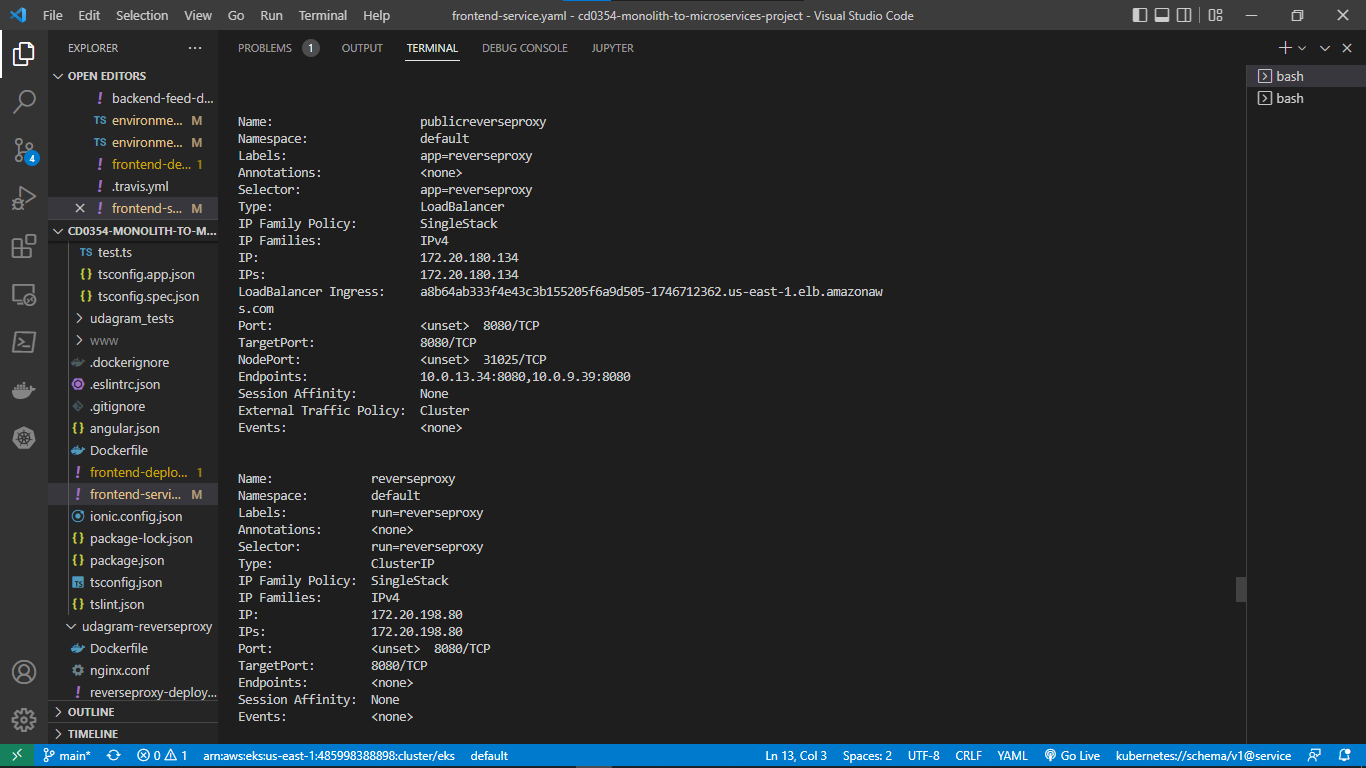 File Edit Selection View Go Run Terminal Help
frontend-service.yaml - cd0354-monolith-to-microservices-project - Visual Studio Code
EXPLORER
OPEN EDITORS
! backend-feed-d...
TS environme... M
TS environme... M
! frontend-de... 1
! .travis.yml
! frontend-s... M
CD0354-MONOLITH-TO-M...
TS test.ts
{} tsconfig.app.json
{} tsconfig.spec.json
udagram_tests
www
.dockerignore
.eslintrc.json
.gitignore
{} angular.json
Dockerfile
! frontend-deplo... 1
! frontend-servi... M
ionic.config.json
{} package-lock.json
{} package.json
TS tsconfig.json
{} tslint.json
udagram-reverseproxy
Dockerfile
nginx.conf
! reverseproxy-deploy...
OUTLINE
TIMELINE
4
PROBLEMS 1 OUTPUT TERMINAL DEBUG CONSOLE JUPYTER
Name: publicreverseproxy
Namespace: default
Labels: app=reverseproxy
Annotations: <none>
Selector: app=reverseproxy
Type: LoadBalancer
IP Family Policy: SingleStack
IP Families: IPv4
IP: 172.20.180.134
IPs: 172.20.180.134
LoadBalancer Ingress: a8b64ab333f4e43c3b155205f6a9d505-1746712362.us-east-1.elb.amazonaw
s.com
Port: <unset> 8080/TCP
TargetPort: 8080/TCP
NodePort: <unset> 31025/TCP
Endpoints: 10.0.13.34:8080,10.0.9.39:8080
Session Affinity: None
External Traffic Policy: Cluster
Events: <none>
Name: reverseproxy
Namespace: default
Labels: run=reverseproxy
Annotations: <none>
Selector: run=reverseproxy
Type: ClusterIP
IP Family Policy: SingleStack
IP Families: IPv4
IP: 172.20.198.80
IPs: 172.20.198.80
Port: <unset> 8080/TCP
TargetPort: 8080/TCP
Endpoints: <none>
Session Affinity: None
Events: <none>
bash
bash
main* 0 1 arn:aws:eks:us-east-1:485998388898:cluster/eks default
Ln 13, Col 3 Spaces: 2 UTF-8 CRLF YAML Go Live kubernetes://schema/v1@service